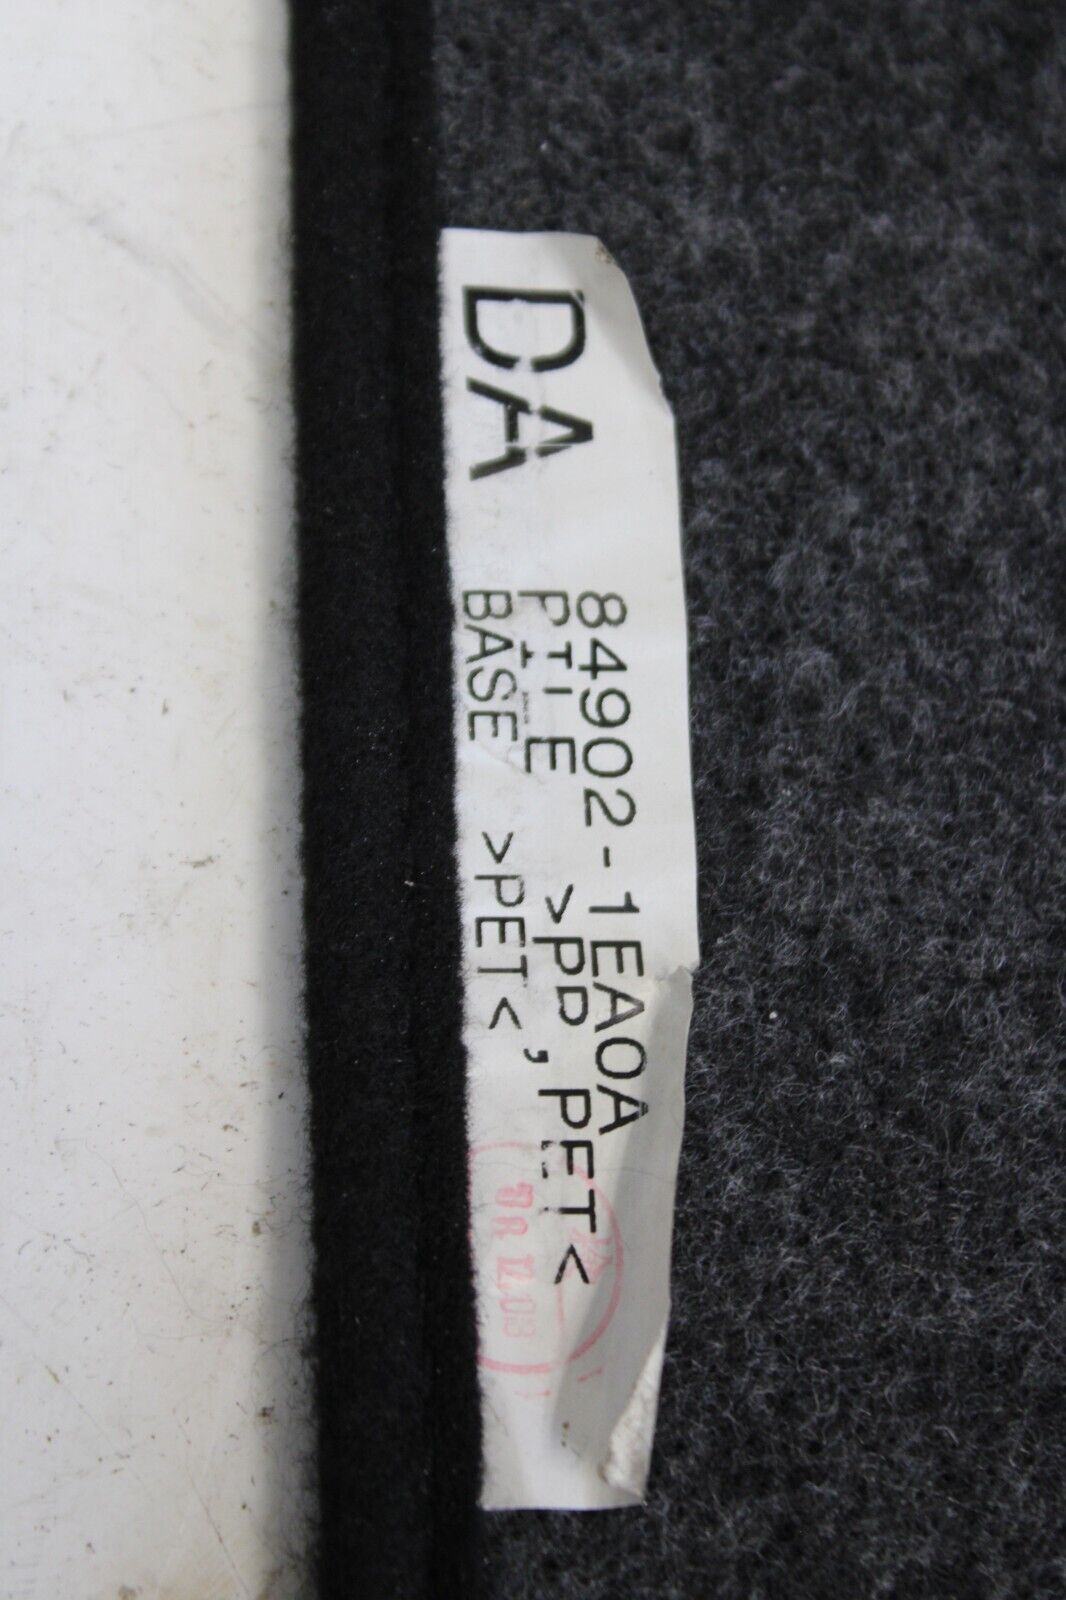 DA
84902-1EA0A
PILE >PP, PET<
BASE >PET<